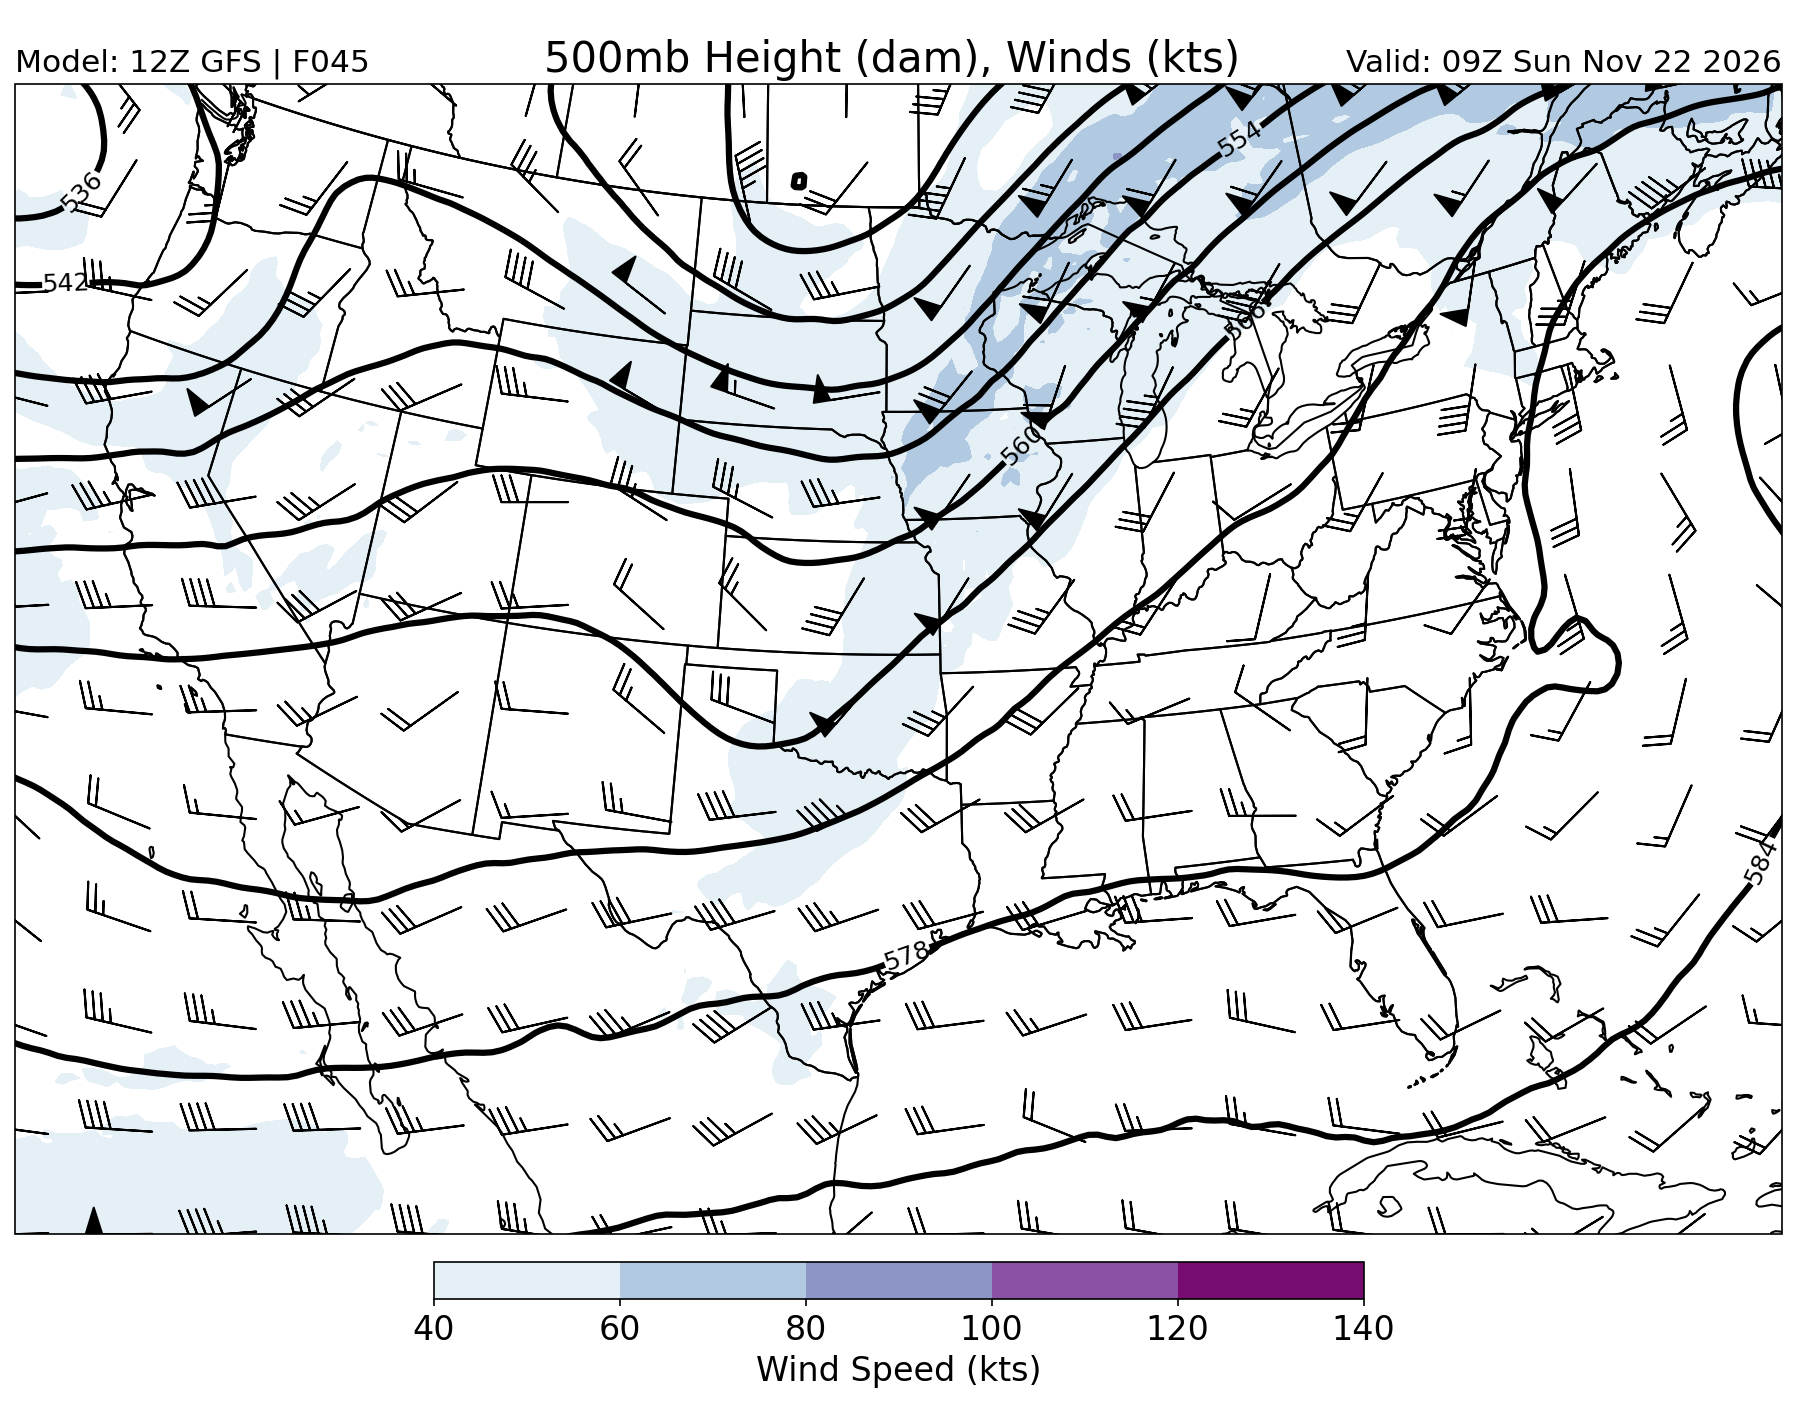 Model: 12Z GFS | F045
500mb Height (dam), Winds (kts)
Valid: 09Z Sun Nov 22 2026
554
536
542
566
560
584
578
40 60 80 100 120 140
Wind Speed (kts)